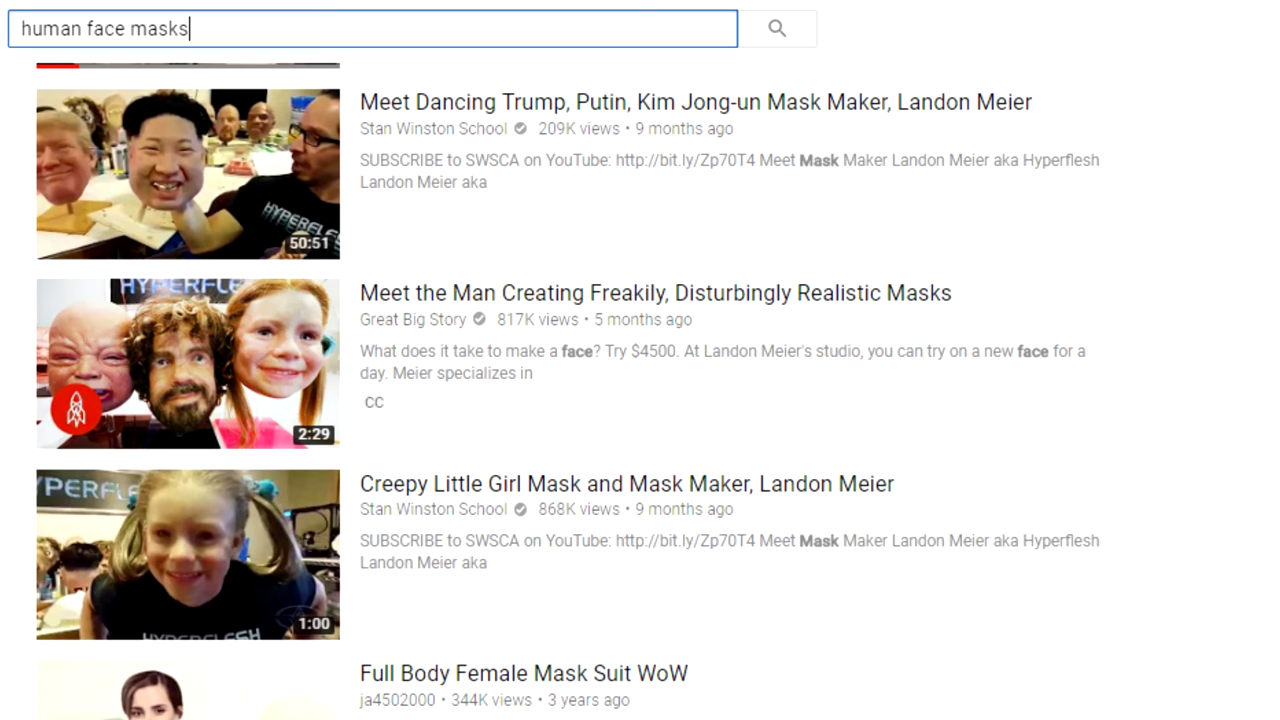 human face masks
Meet Dancing Trump, Putin, Kim Jong-un Mask Maker, Landon Meier
Stan Winston School 209K views • 9 months ago
SUBSCRIBE to SWSCA on YouTube: http://bit.ly/Zp70T4 Meet Mask Maker Landon Meier aka Hyperflesh
Landon Meier aka
50:51
HYPERFLE
Meet the Man Creating Freakily, Disturbingly Realistic Masks
Great Big Story 817K views • 5 months ago
What does it take to make a face? Try $4500. At Landon Meier's studio, you can try on a new face for a
day. Meier specializes in
CC
2:29
YPERFL
Creepy Little Girl Mask and Mask Maker, Landon Meier
Stan Winston School 868K views • 9 months ago
SUBSCRIBE to SWSCA on YouTube: http://bit.ly/Zp70T4 Meet Mask Maker Landon Meier aka Hyperflesh
Landon Meier aka
HYPERFLESH
1:00
Full Body Female Mask Suit WoW
ja4502000 • 344K views • 3 years ago